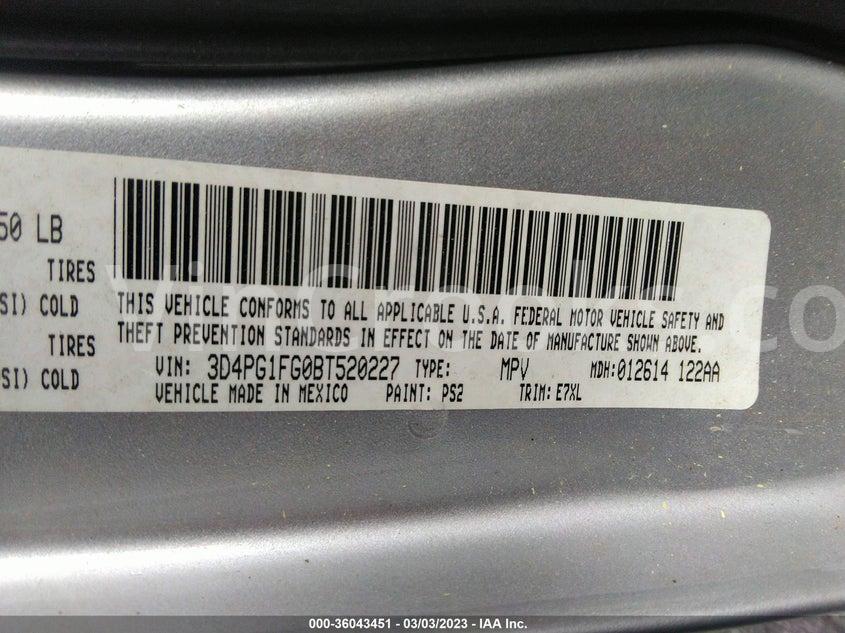 50 LB
TIRES
SI) COLD
TIRES
SI) COLD
THIS VEHICLE CONFORMS TO ALL APPLICABLE U.S.A. FEDERAL MOTOR VEHICLE SAFETY AND
THEFT PREVENTION STANDARDS IN EFFECT ON THE DATE OF MANUFACTURE SHOWN ABOVE.
VIN: 3D4PG1FG0BT520227 TYPE: MPV MDH:012614 122AA
VEHICLE MADE IN MEXICO PAINT: PS2 TRIM: E7XL
000-36043451 / 03/03/2023 - © IAA Inc.